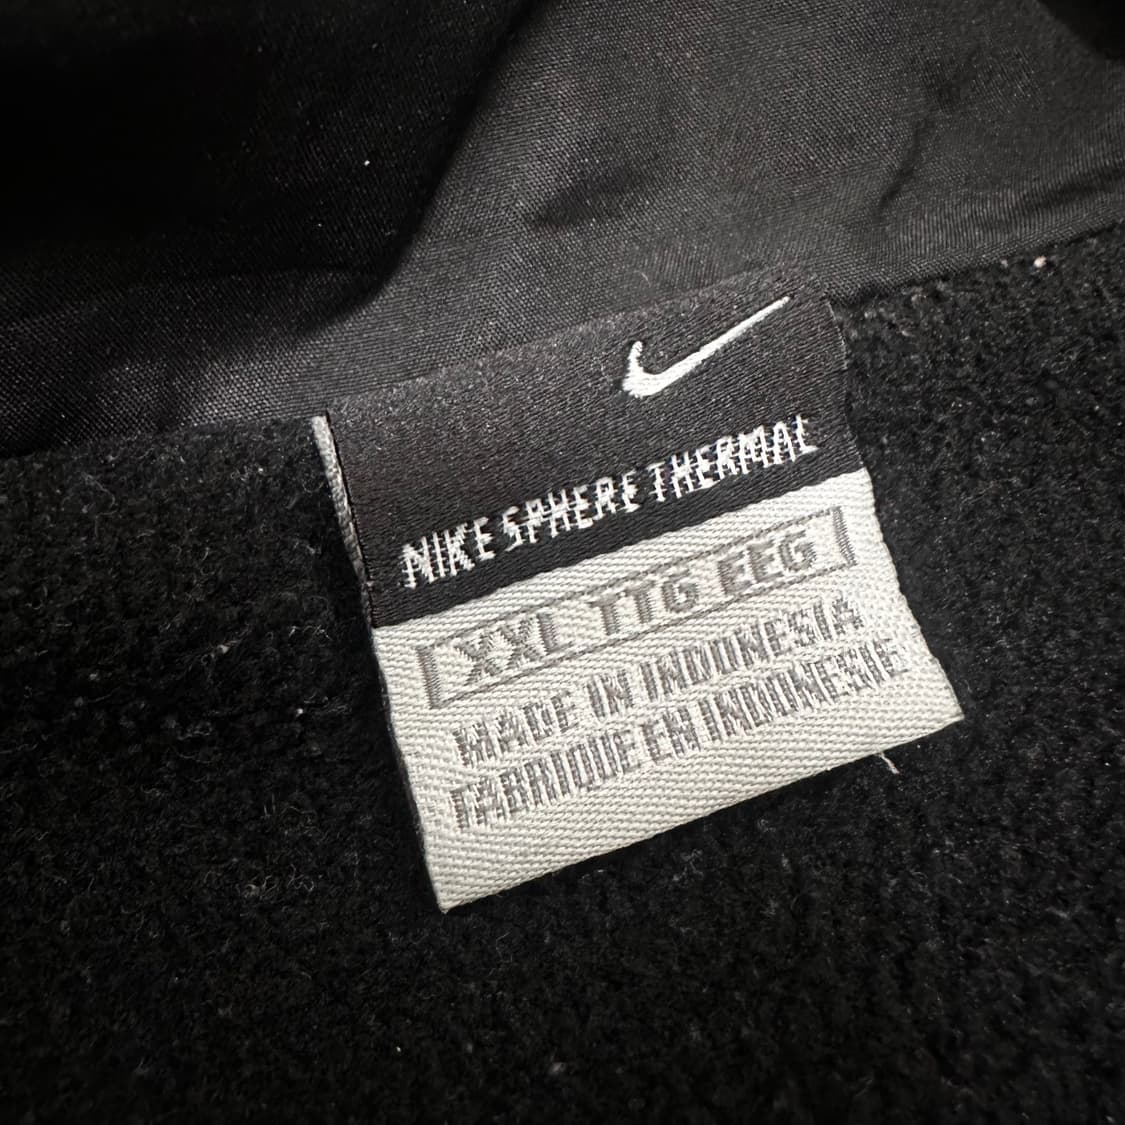 NIKE SPHERE THERMAL
XXL TTG EEG
MADE IN INDONESIA
FABRIQUE EN INDONESIE